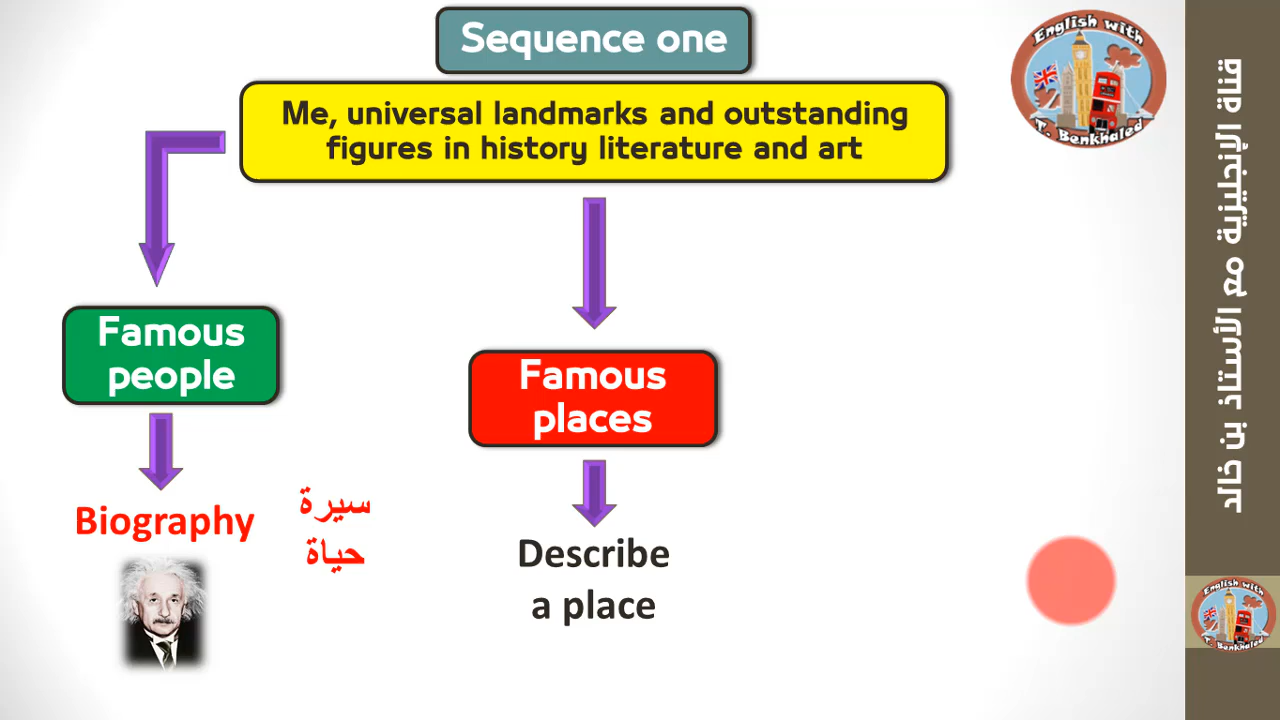 Sequence one
Me, universal landmarks and outstanding
figures in history literature and art
Famous
people
Biography
سيرة
حياة
Famous
places
Describe
a place
English with
T. Benkhaled
قناة الإنجليزية مع الأستاذ بن خالد
English with
T. Benkhaled